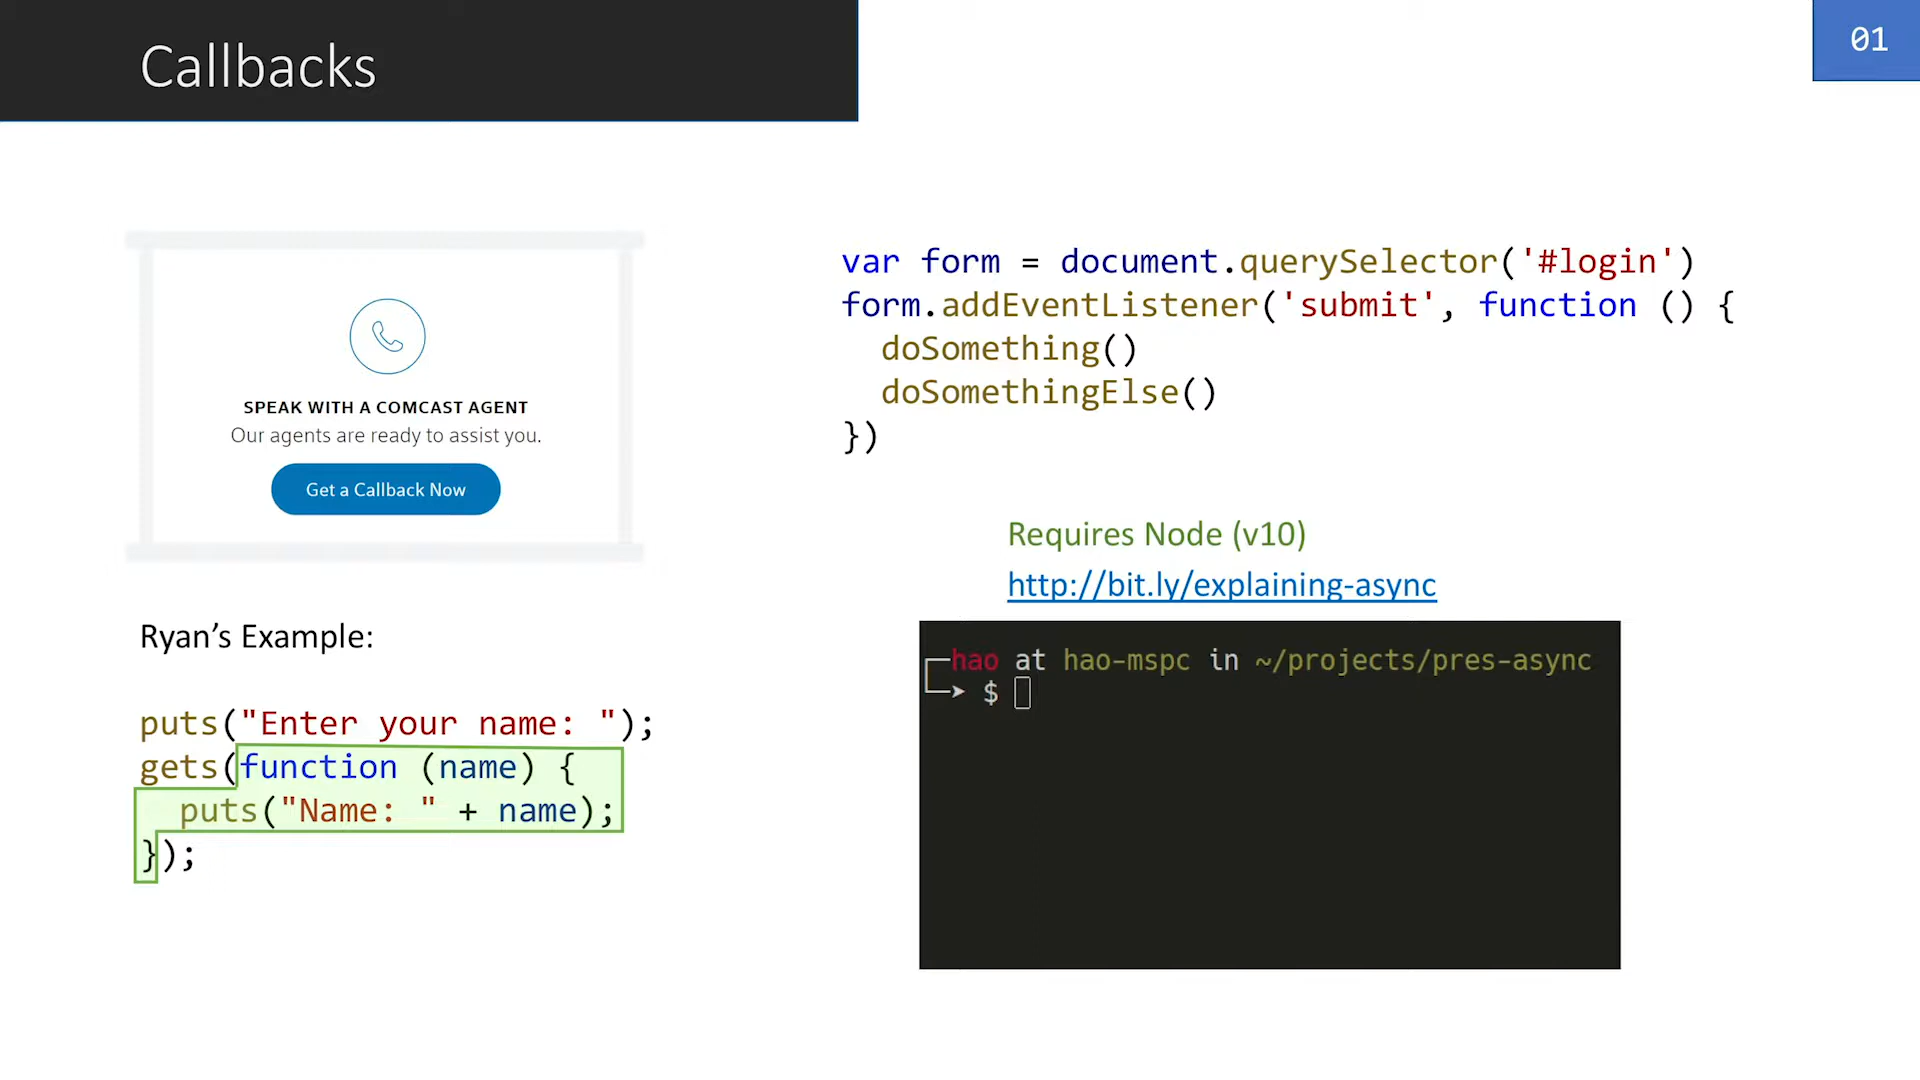 Callbacks
01
SPEAK WITH A COMCAST AGENT
Our agents are ready to assist you.
Get a Callback Now
Ryan’s Example:
puts("Enter your name: ");
gets(function (name) {
  puts("Name: " + name);
});
var form = document.querySelector('#login')
form.addEventListener('submit', function () {
  doSomething()
  doSomethingElse()
})
Requires Node (v10)
http://bit.ly/explaining-async
hao at hao-mspc in ~/projects/pres-async
$